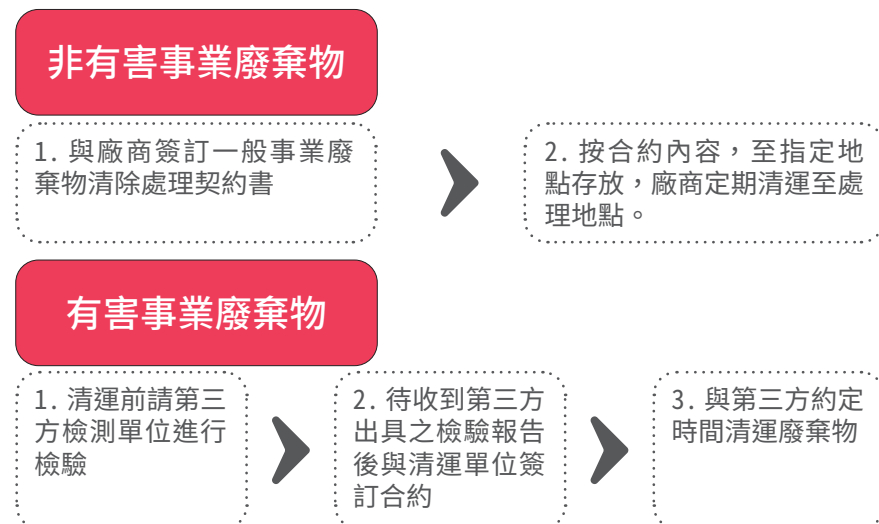 非有害事業廢棄物
1. 與廠商簽訂一般事業廢
棄物清除處理契約書
2. 按合約內容，至指定地
點存放，廠商定期清運至處
理地點。
有害事業廢棄物
1. 清運前請第三
方檢測單位進行
檢驗
2. 待收到第三方
出具之檢驗報告
後與清運單位簽
訂合約
3. 與第三方約定
時間清運廢棄物